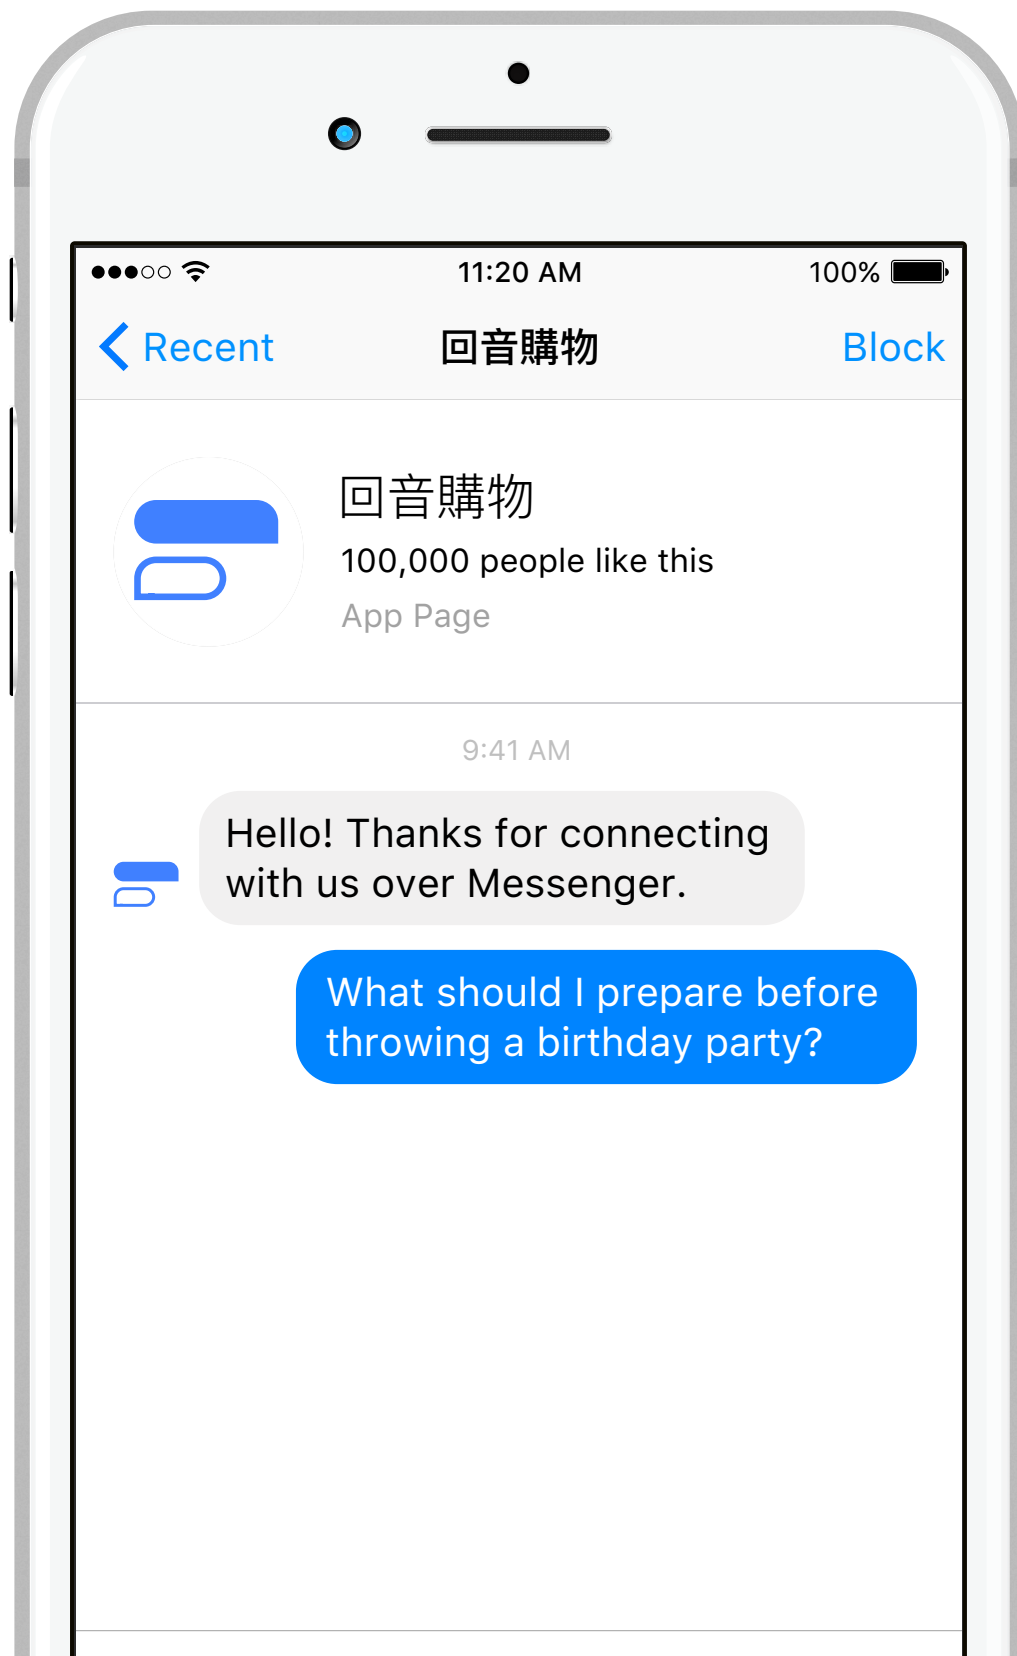 11:20 AM
100%
Recent
回音購物
Block
回音購物
100,000 people like this
App Page
9:41 AM
Hello! Thanks for connecting
with us over Messenger.
What should I prepare before
throwing a birthday party?